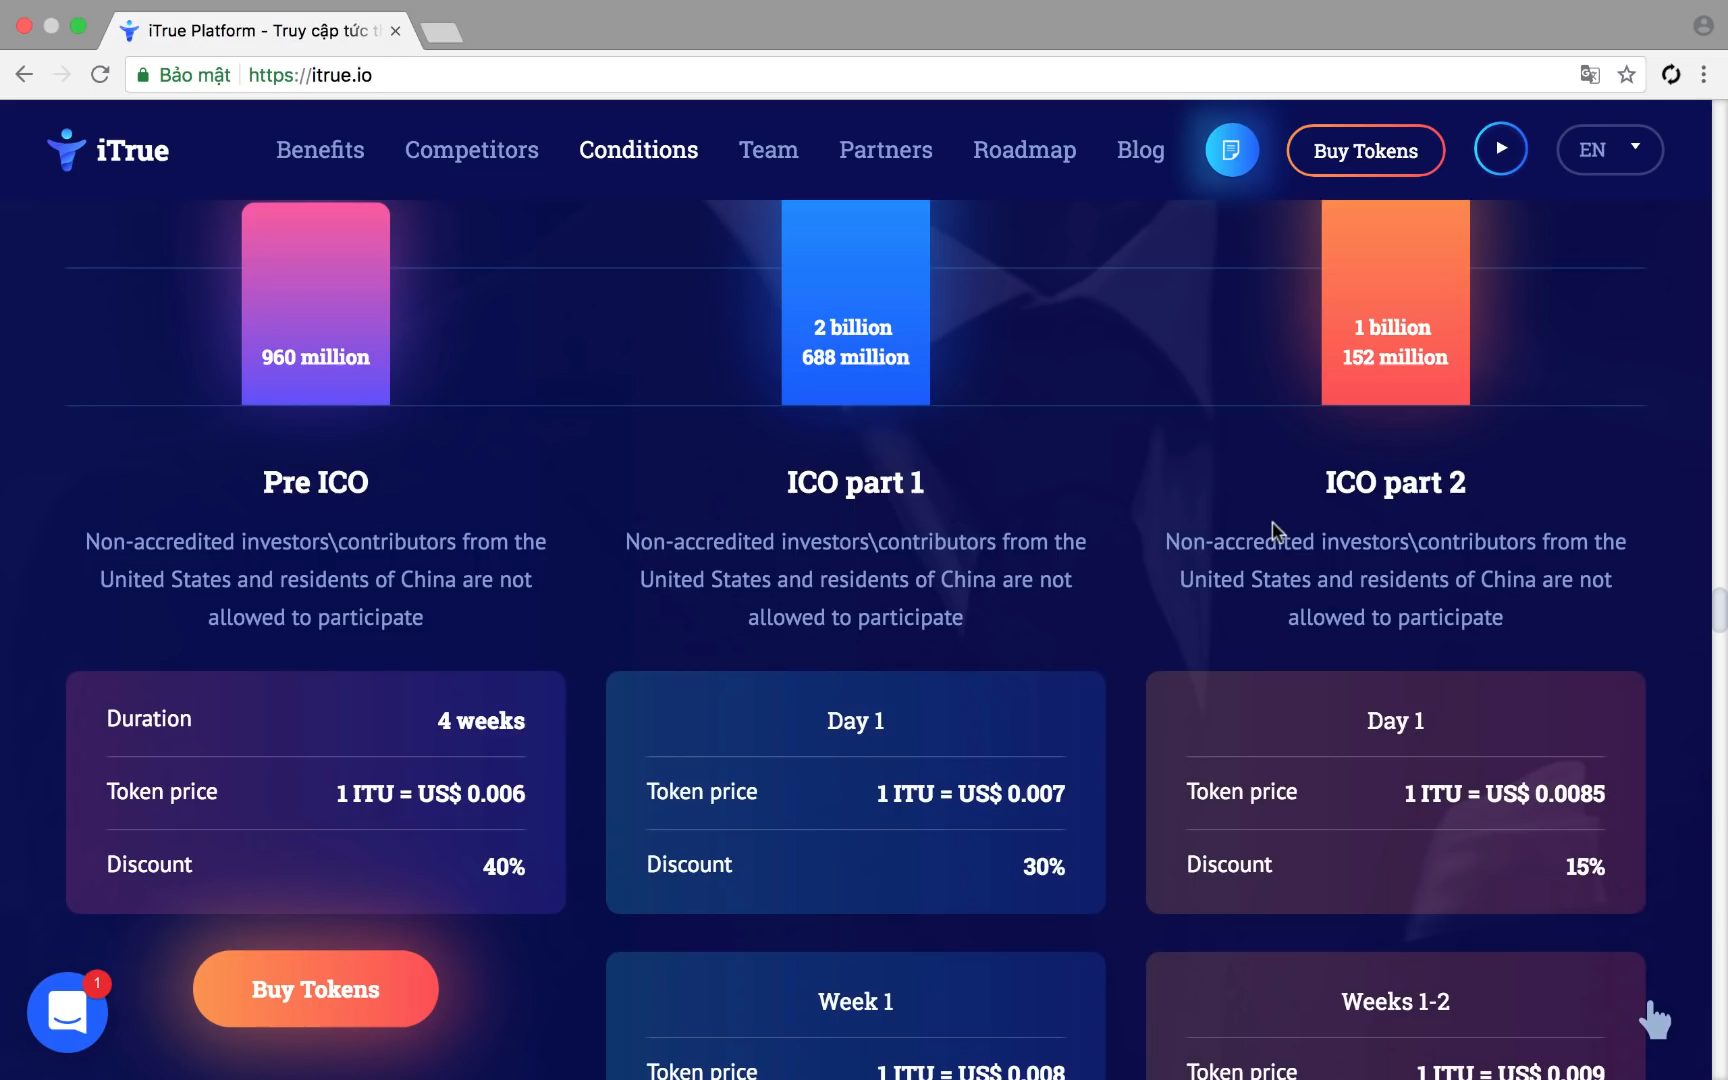 iTrue Platform - Truy cập tức t
Bảo mật
https://itrue.io
iTrue
Benefits
Competitors
Conditions
Team
Partners
Roadmap
Blog
Buy Tokens
EN
960 million
2 billion
688 million
1 billion
152 million
Pre ICO
Non-accredited investors\contributors from the
United States and residents of China are not
allowed to participate
ICO part 1
Non-accredited investors\contributors from the
United States and residents of China are not
allowed to participate
ICO part 2
Non-accredited investors\contributors from the
United States and residents of China are not
allowed to participate
Duration 4 weeks
Token price 1 ITU = US$ 0.006
Discount 40%
Buy Tokens
Day 1
Token price 1 ITU = US$ 0.007
Discount 30%
Week 1
Token price 1 ITU = US$ 0.008
Day 1
Token price 1 ITU = US$ 0.0085
Discount 15%
Weeks 1-2
Token price 1 ITU = US$ 0.009
1